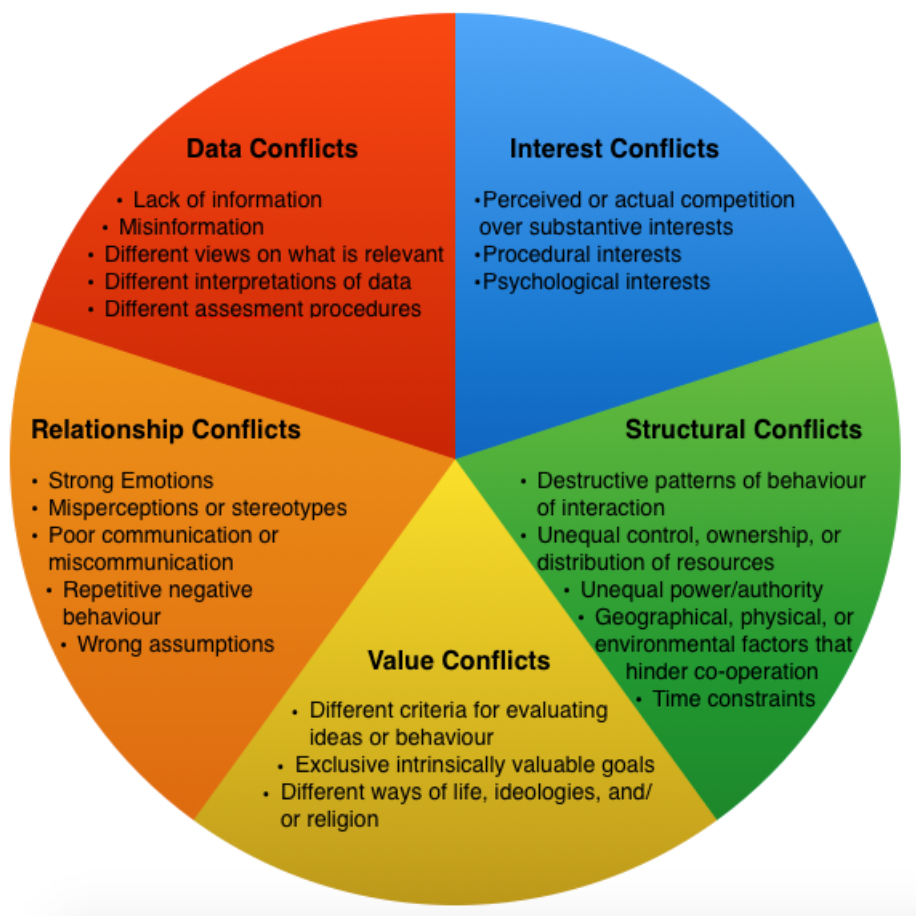 Data Conflicts
• Lack of information
• Misinformation
• Different views on what is relevant
• Different interpretations of data
• Different assesment procedures
Interest Conflicts
•Perceived or actual competition
over substantive interests
•Procedural interests
•Psychological interests
Relationship Conflicts
• Strong Emotions
• Misperceptions or stereotypes
• Poor communication or
miscommunication
• Repetitive negative
behaviour
• Wrong assumptions
Structural Conflicts
• Destructive patterns of behaviour
of interaction
• Unequal control, ownership, or
distribution of resources
• Unequal power/authority
• Geographical, physical, or
environmental factors that
hinder co-operation
• Time constraints
Value Conflicts
• Different criteria for evaluating
ideas or behaviour
• Exclusive intrinsically valuable goals
• Different ways of life, ideologies, and/
or religion